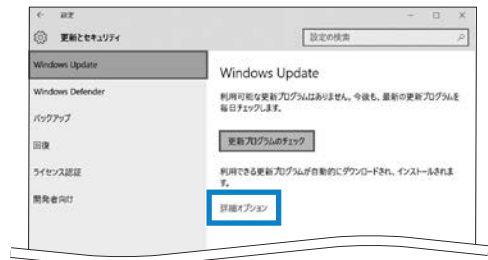 ← 設定
更新とセキュリティ
設定の検索
Windows Update
Windows Defender
バックアップ
回復
ライセンス認証
開発者向け
Windows Update
利用可能な更新プログラムはありません。今後も、最新の更新プログラムを
毎日チェックします。
更新プログラムのチェック
利用できる更新プログラムが自動的にダウンロードされ、インストールされま
す。
詳細オプション